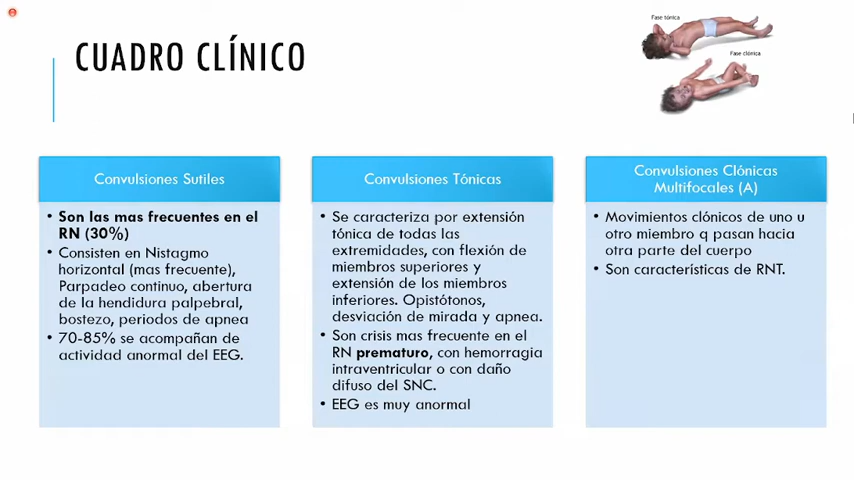 CUADRO CLÍNICO
Fase tónica
Fase clónica
Convulsiones Sutiles
• Son las mas frecuentes en el
RN (30%)
• Consisten en Nistagmo
horizontal (mas frecuente),
Parpadeo continuo, abertura
de la hendidura palpebral,
bostezo, periodos de apnea
• 70-85% se acompañan de
actividad anormal del EEG.
Convulsiones Tónicas
• Se caracteriza por extensión
tónica de todas las
extremidades, con flexión de
miembros superiores y
extensión de los miembros
inferiores. Opistótonos,
desviación de mirada y apnea.
• Son crisis mas frecuente en el
RN prematuro, con hemorragia
intraventricular o con daño
difuso del SNC.
• EEG es muy anormal
Convulsiones Clónicas
Multifocales (A)
• Movimientos clónicos de uno u
otro miembro q pasan hacia
otra parte del cuerpo
• Son características de RNT.